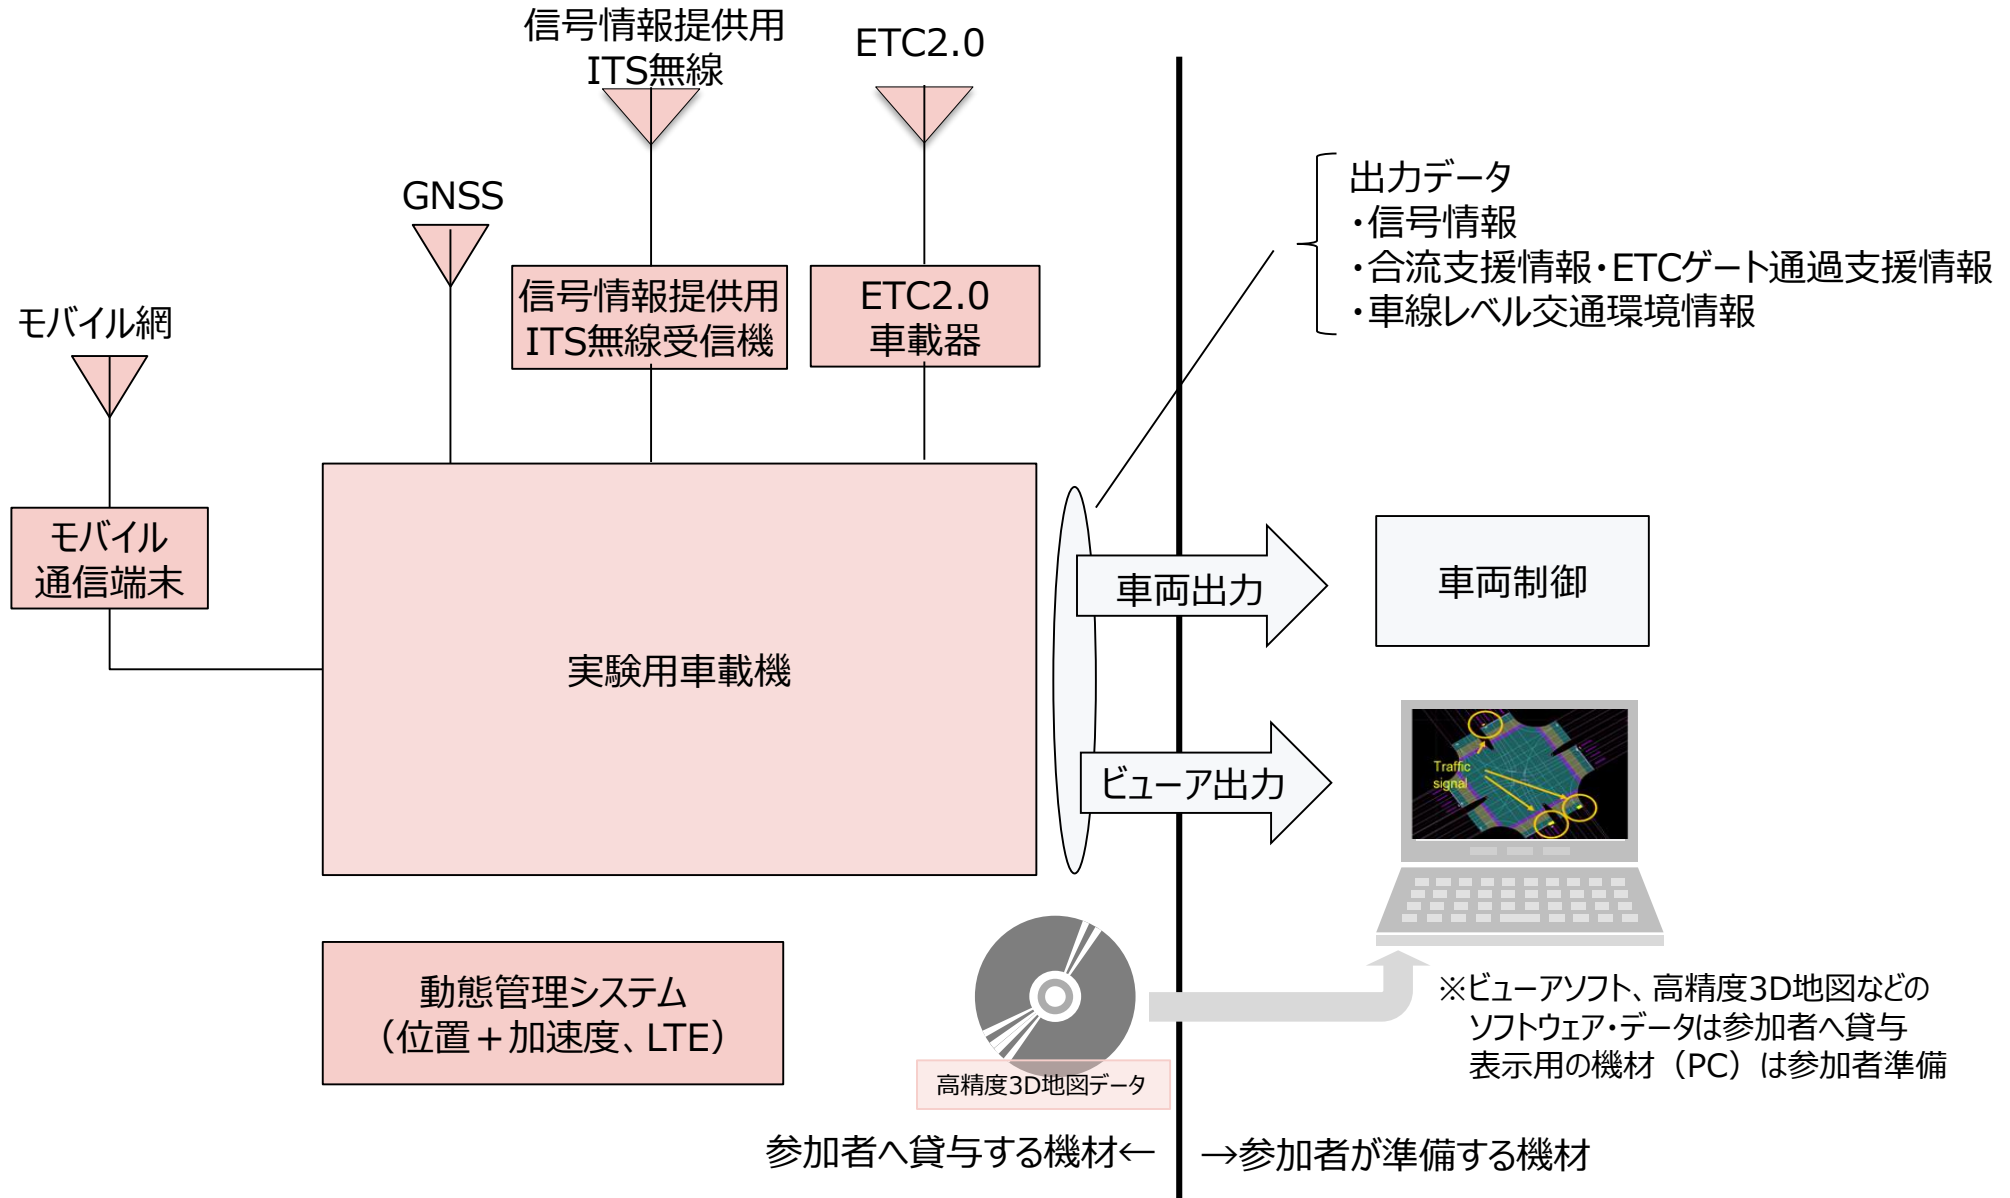 信号情報提供用
ITS無線
ETC2.0
GNSS
モバイル網
信号情報提供用
ITS無線受信機
ETC2.0
車載器
出力データ
・信号情報
・合流支援情報・ETCゲート通過支援情報
・車線レベル交通環境情報
モバイル
通信端末
実験用車載機
車両出力
車両制御
ビューア出力
Traffic
signal
動態管理システム
（位置＋加速度、LTE）
高精度3D地図データ
※ビューアソフト、高精度3D地図などの
ソフトウェア・データは参加者へ貸与
表示用の機材（PC）は参加者準備
参加者へ貸与する機材←
→参加者が準備する機材